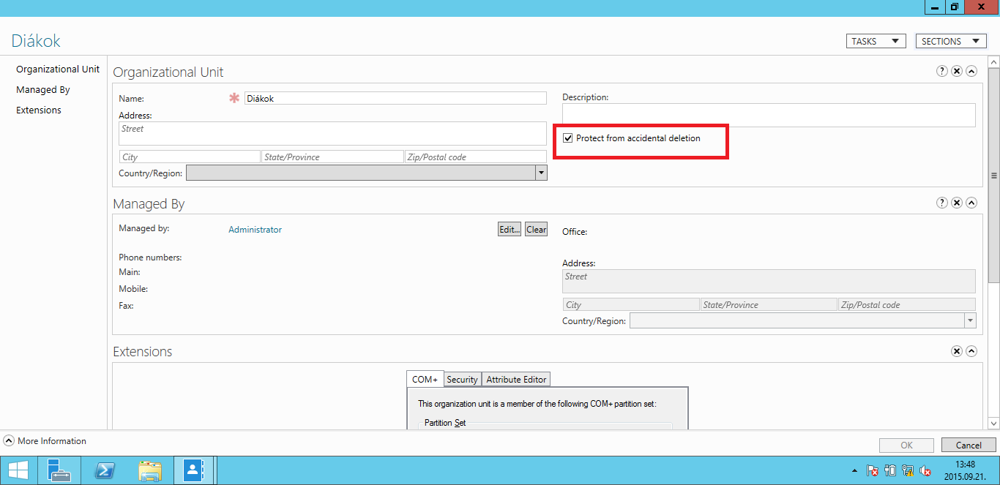 Diákok
TASKS
SECTIONS
Organizational Unit
Managed By
Extensions
Organizational Unit
Name:
Diákok
Address:
Street
City
State/Province
Zip/Postal code
Country/Region:
Description:
Protect from accidental deletion
Managed By
Managed by:
Administrator
Edit...
Clear
Office:
Phone numbers:
Main:
Mobile:
Fax:
Address:
Street
City
State/Province
Zip/Postal code
Country/Region:
Extensions
COM+
Security
Attribute Editor
This organization unit is a member of the following COM+ partition set:
Partition Set
More Information
OK
Cancel
13:48
2015.09.21.